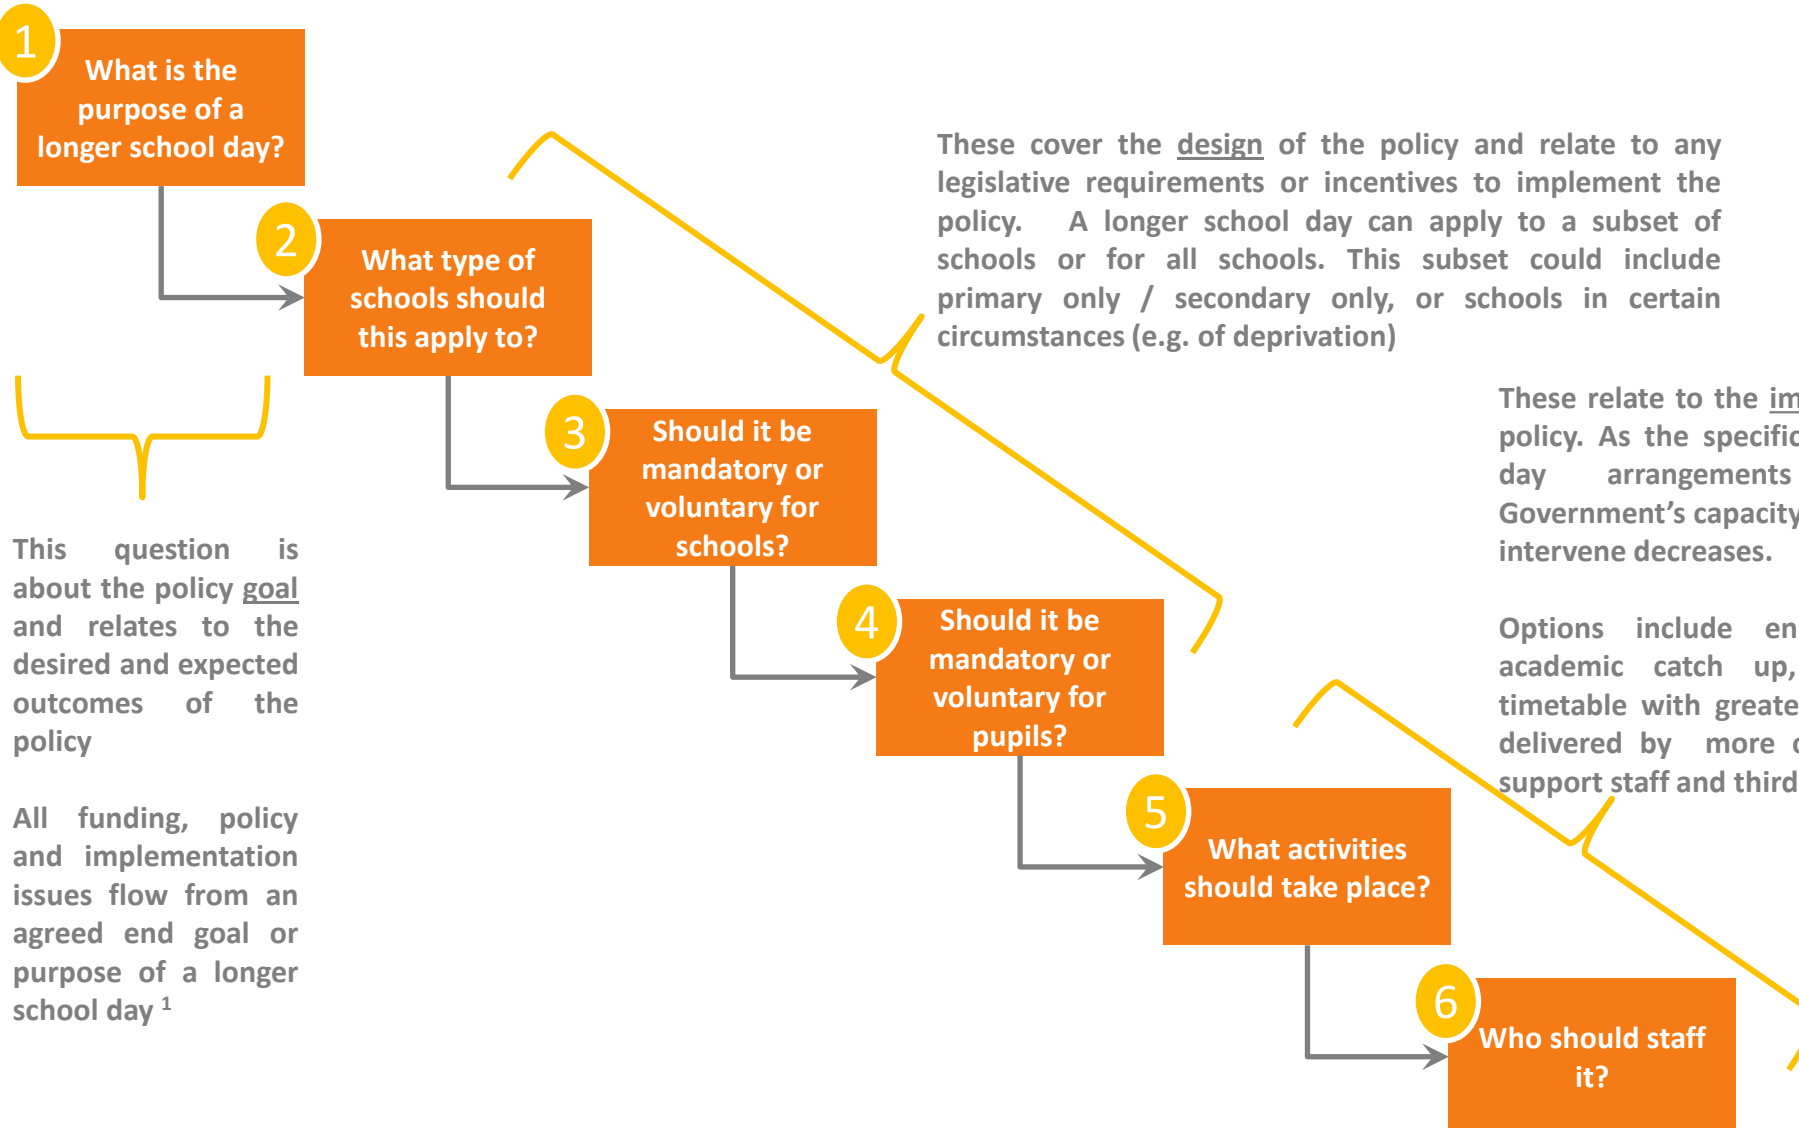 1
What is the
purpose of a
longer school day?
2
What type of
schools should
this apply to?
3
Should it be
mandatory or
voluntary for
schools?
4
Should it be
mandatory or
voluntary for
pupils?
5
What activities
should take place?
6
Who should staff
it?
This question is
about the policy goal
and relates to the
desired and expected
outcomes of the
policy
All funding, policy
and implementation
issues flow from an
agreed end goal or
purpose of a longer
school day 1
These cover the design of the policy and relate to any
legislative requirements or incentives to implement the
policy. A longer school day can apply to a subset of
schools or for all schools. This subset could include
primary only / secondary only, or schools in certain
circumstances (e.g. of deprivation)
These relate to the
policy. As the
day arrangements
Government's capacity
intervene decreases.
Options include
academic catch up,
timetable with
delivered by more
support staff and third